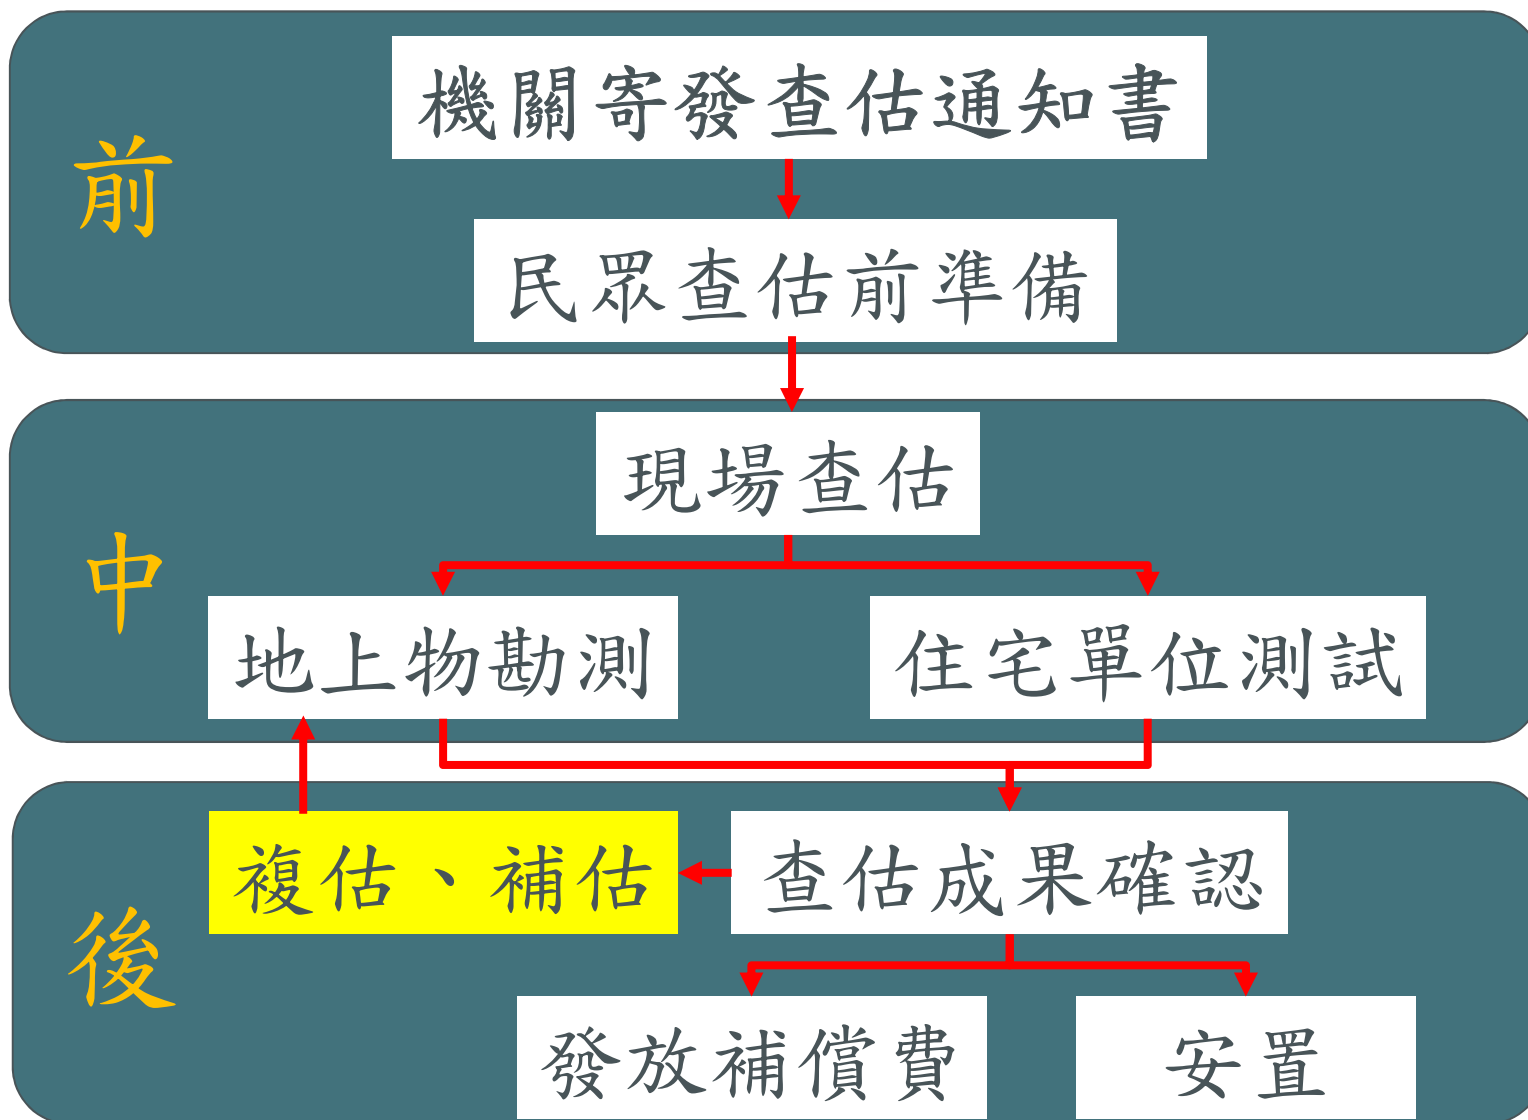 前
機關寄發查估通知書
民眾查估前準備
中
現場查估
地上物勘測
住宅單位測試
後
複估、補估
查估成果確認
發放補償費
安置